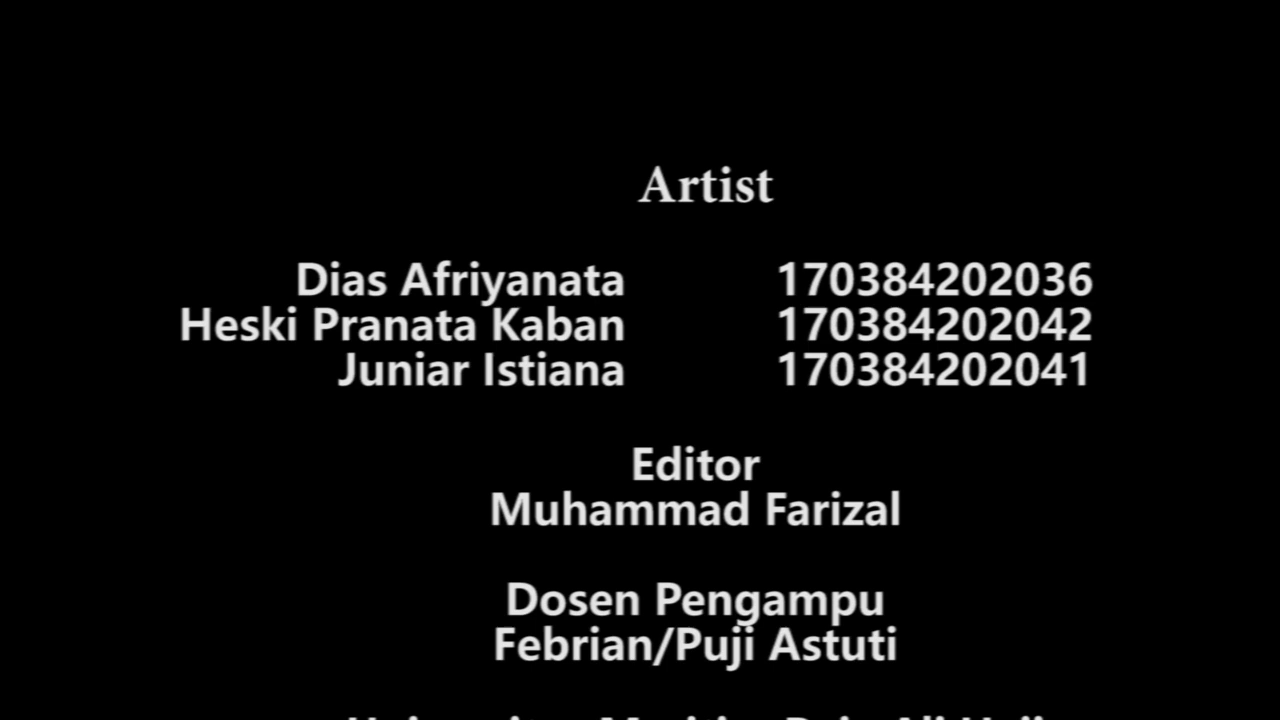 Artist
Dias Afriyanata 170384202036
Heski Pranata Kaban 170384202042
Juniar Istiana 170384202041
Editor
Muhammad Farizal
Dosen Pengampu
Febrian/Puji Astuti